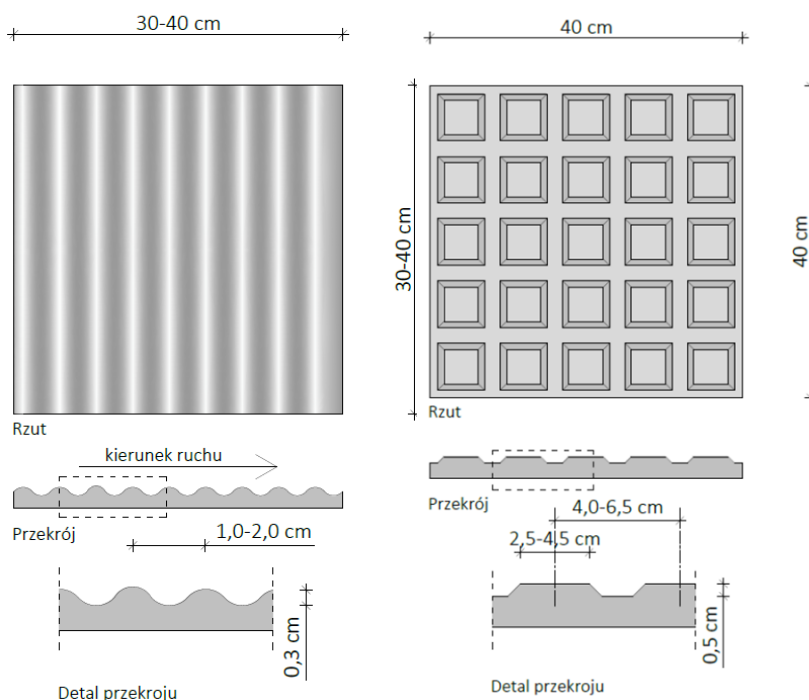 30-40 cm
30-40 cm
Rzut
kierunek ruchu
Przekrój
1,0-2,0 cm
0,3 cm
Detal przekroju
40 cm
40 cm
Rzut
Przekrój
4,0-6,5 cm
2,5-4,5 cm
0,5 cm
Detal przekroju